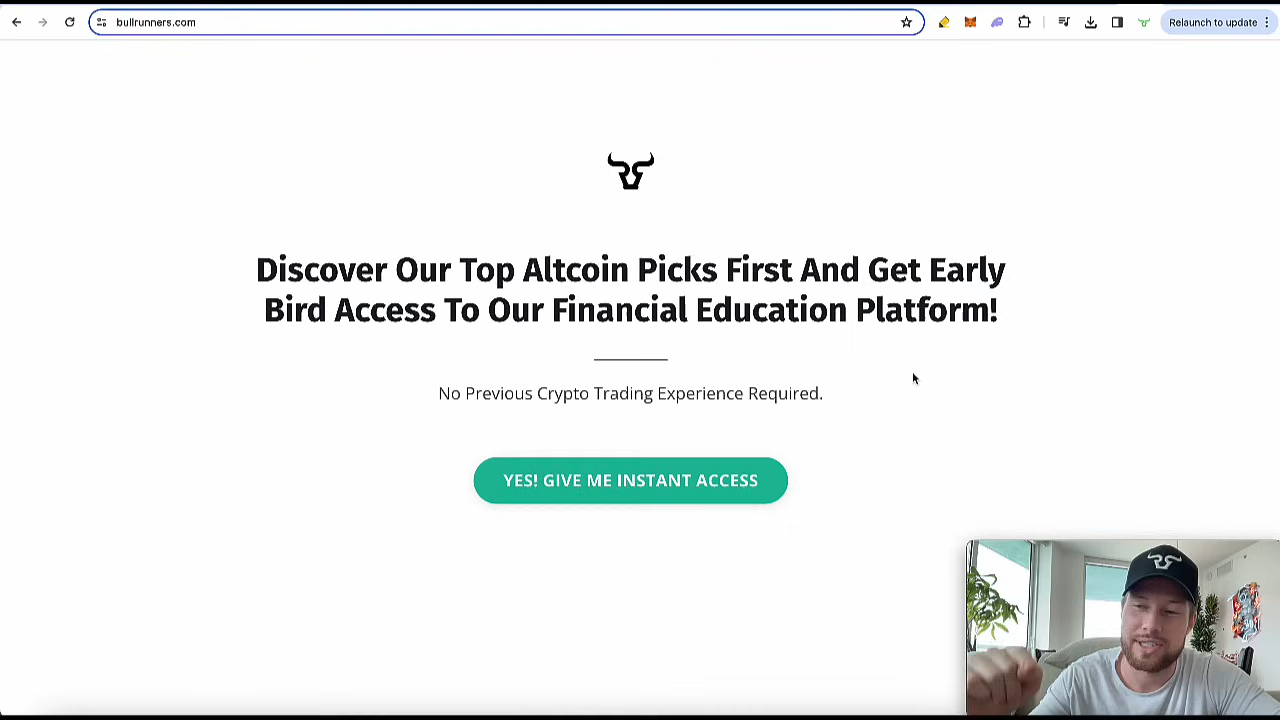 bullrunners.com
Relaunch to update
Discover Our Top Altcoin Picks First And Get Early
Bird Access To Our Financial Education Platform!
No Previous Crypto Trading Experience Required.
YES! GIVE ME INSTANT ACCESS